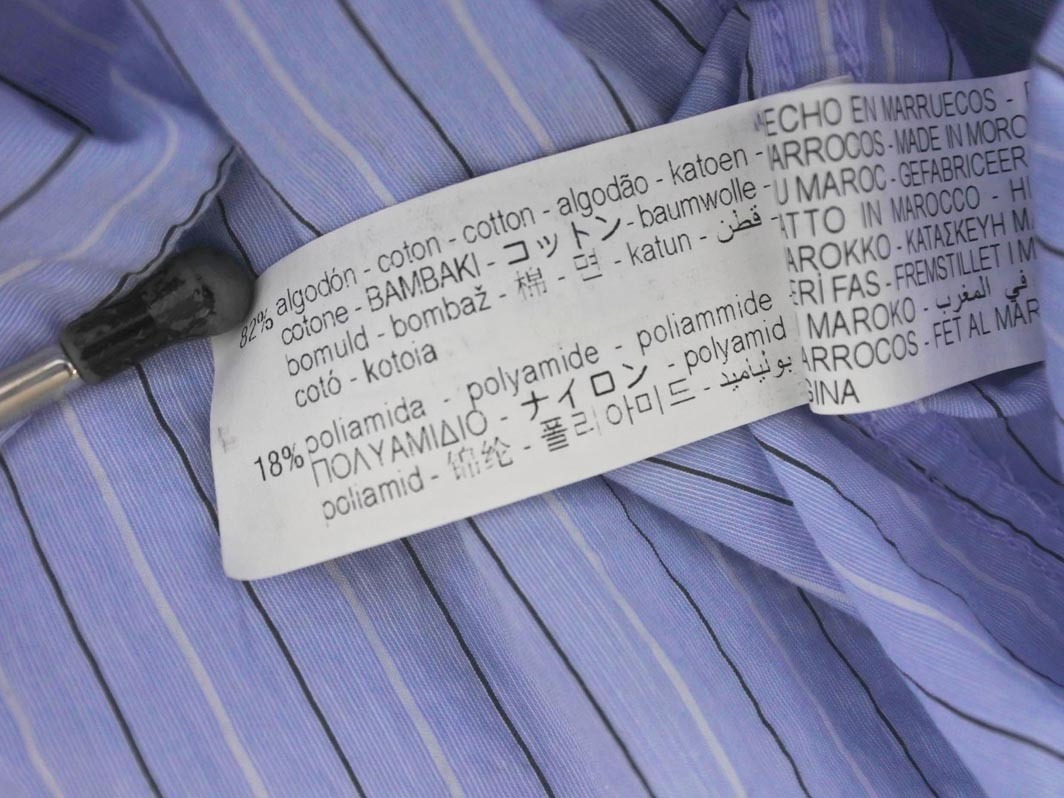 82% algodón - coton - cotton - algodão - katoen -
cotone - BAMBAKI - コットン - baumwolle -
bomuld - bombaž - 棉 - 면 - katun - قطن
cotó - kotoia
18% poliamida - polyamide - poliammide
ΠΟΛΥΑΜΙΔΙΟ - ナイロン - polyamid
poliamid - 锦纶 - 폴리아미드 - بوليأميد
ECHO EN MARRUECOS -
ARROCOS - MADE IN MORO
U MAROC - GEFABRICEER
ATTO IN MAROCCO - H
AROKKO - ΚΑΤΑΣΚΕΥΗ Μ
ERİ FAS - FREMSTILLET I M
MAROKO - في المغرب
ARROCOS - FET AL MAR
GINA